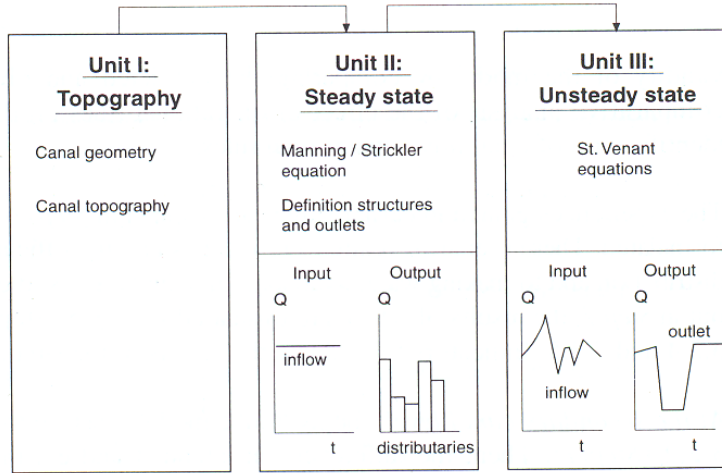 Unit I:
Topography
Canal geometry
Canal topography
Unit II:
Steady state
Manning / Strickler
equation
Definition structures
and outlets
Input Output
Q Q
inflow
t distributaries
Unit III:
Unsteady state
St. Venant
equations
Input Output
Q Q
outlet
inflow
t t